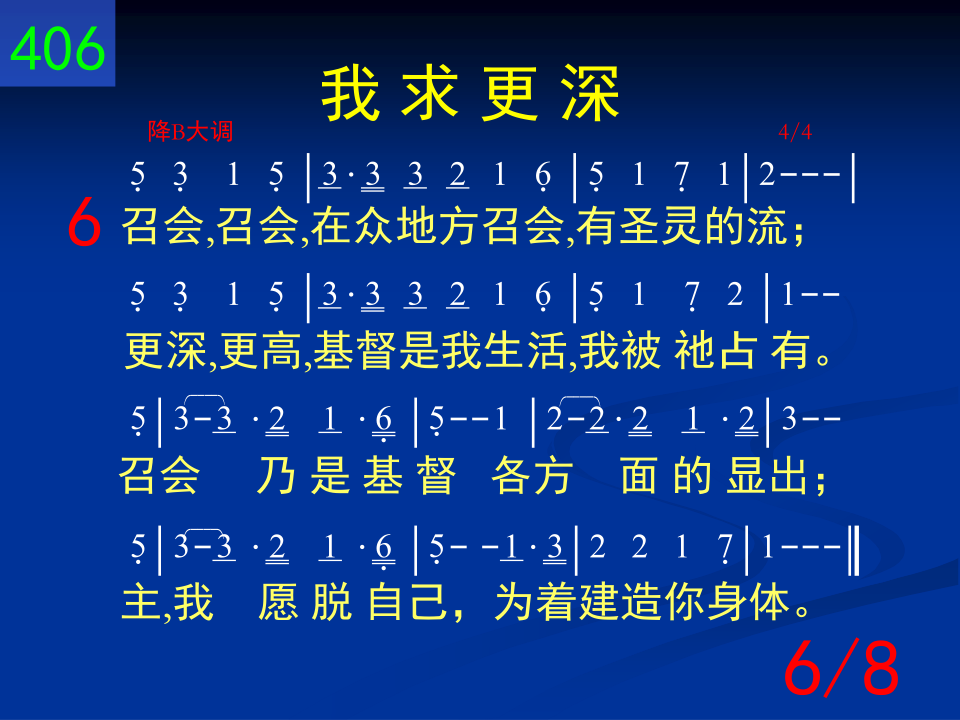 406
我 求 更 深
降B大调 4/4
5̣ 3̣ 1 5̣ | 3· 3 3 2 1 6̣ | 5̣ 1 7̣ 1 | 2--- |
6 召会,召会,在众地方召会,有圣灵的流；
5̣ 3̣ 1 5̣ | 3· 3 3 2 1 6̣ | 5̣ 1 7̣ 2 | 1--
更深,更高,基督是我生活,我被 祂占 有。
5̣ | 3-3 · 2 1 · 6̣ | 5̣--1 | 2-2 · 2 1 · 2 | 3--
召会 乃 是 基 督 各方 面 的 显出；
5̣ | 3-3 · 2 1 · 6̣ | 5̣- -1 · 3 | 2 2 1 7̣ | 1---‖
主,我 愿 脱 自己，为着建造你身体。
6/8